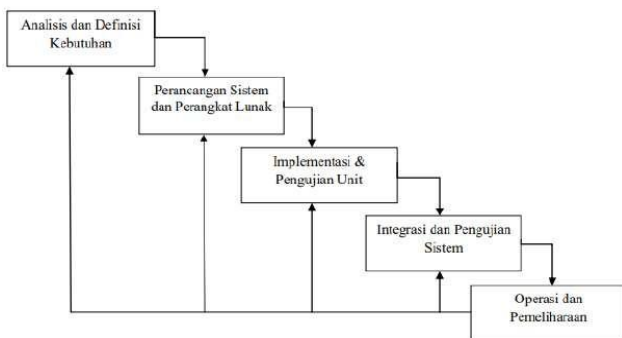 Analisis dan Definisi
Kebutuhan
Perancangan Sistem
dan Perangkat Lunak
Implementasi &
Pengujian Unit
Integrasi dan Pengujian
Sistem
Operasi dan
Pemeliharaan